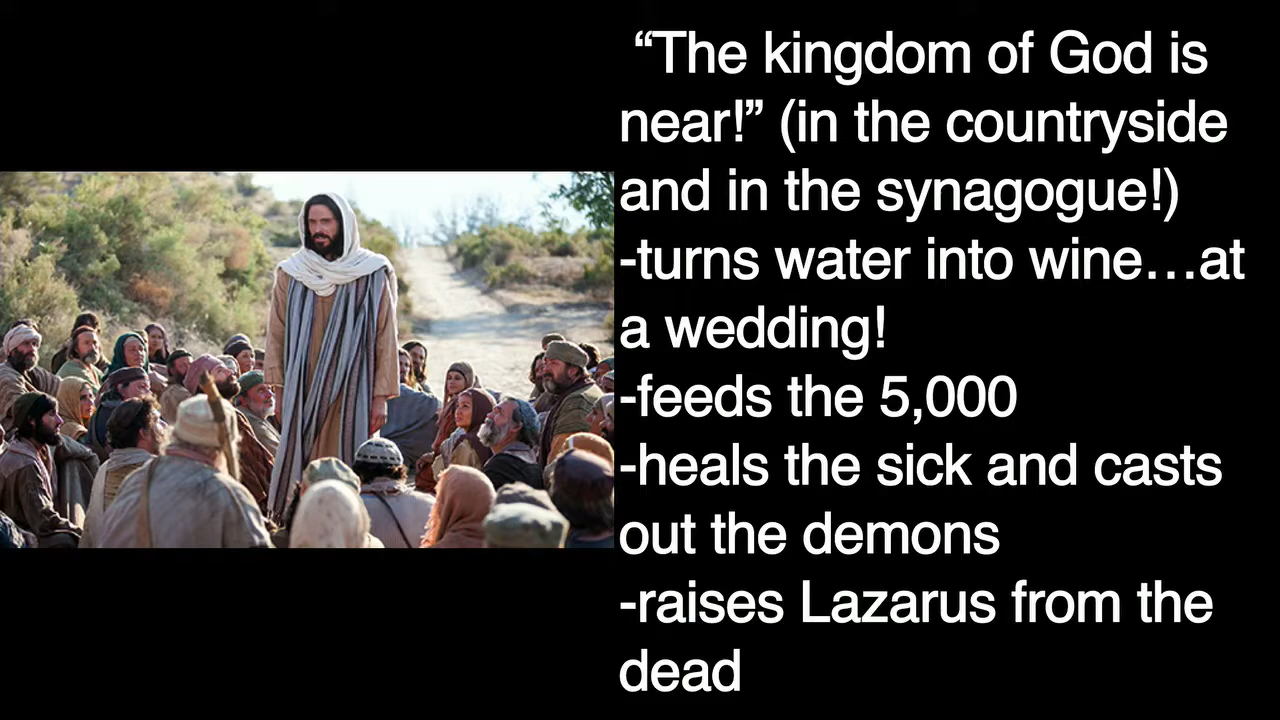 “The kingdom of God is
near!” (in the countryside
and in the synagogue!)
-turns water into wine…at
a wedding!
-feeds the 5,000
-heals the sick and casts
out the demons
-raises Lazarus from the
dead